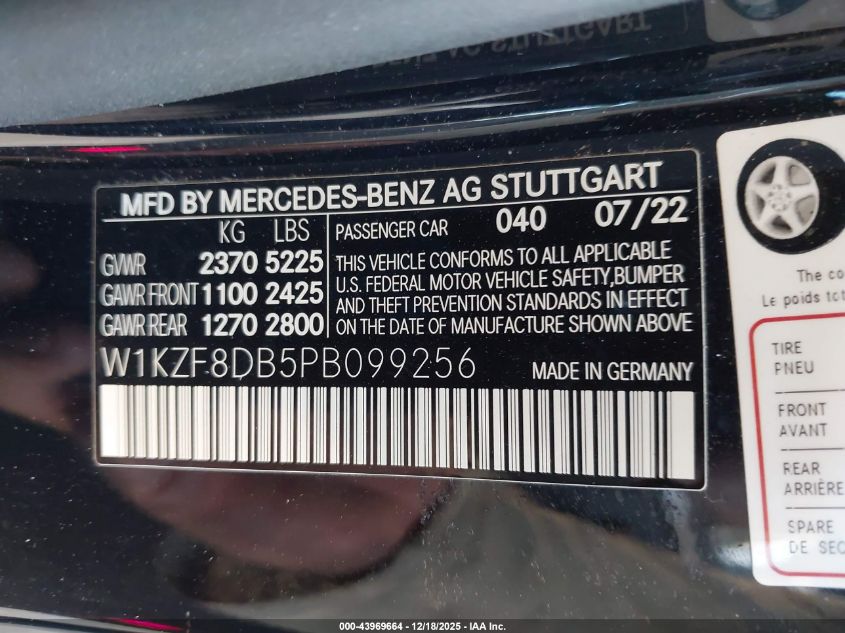 MFD BY MERCEDES-BENZ AG STUTTGART
KG LBS
GVWR 2370 5225
GAWR FRONT 1100 2425
GAWR REAR 1270 2800
PASSENGER CAR 040 07/22
THIS VEHICLE CONFORMS TO ALL APPLICABLE
U.S. FEDERAL MOTOR VEHICLE SAFETY,BUMPER
AND THEFT PREVENTION STANDARDS IN EFFECT
ON THE DATE OF MANUFACTURE SHOWN ABOVE
W1KZF8DB5PB099256
MADE IN GERMANY
The
Le poids
TIRE
PNEU
FRONT
AVANT
REAR
ARRIÈRE
SPARE
DE
000-43969664 - 12/18/2025 - IAA Inc.